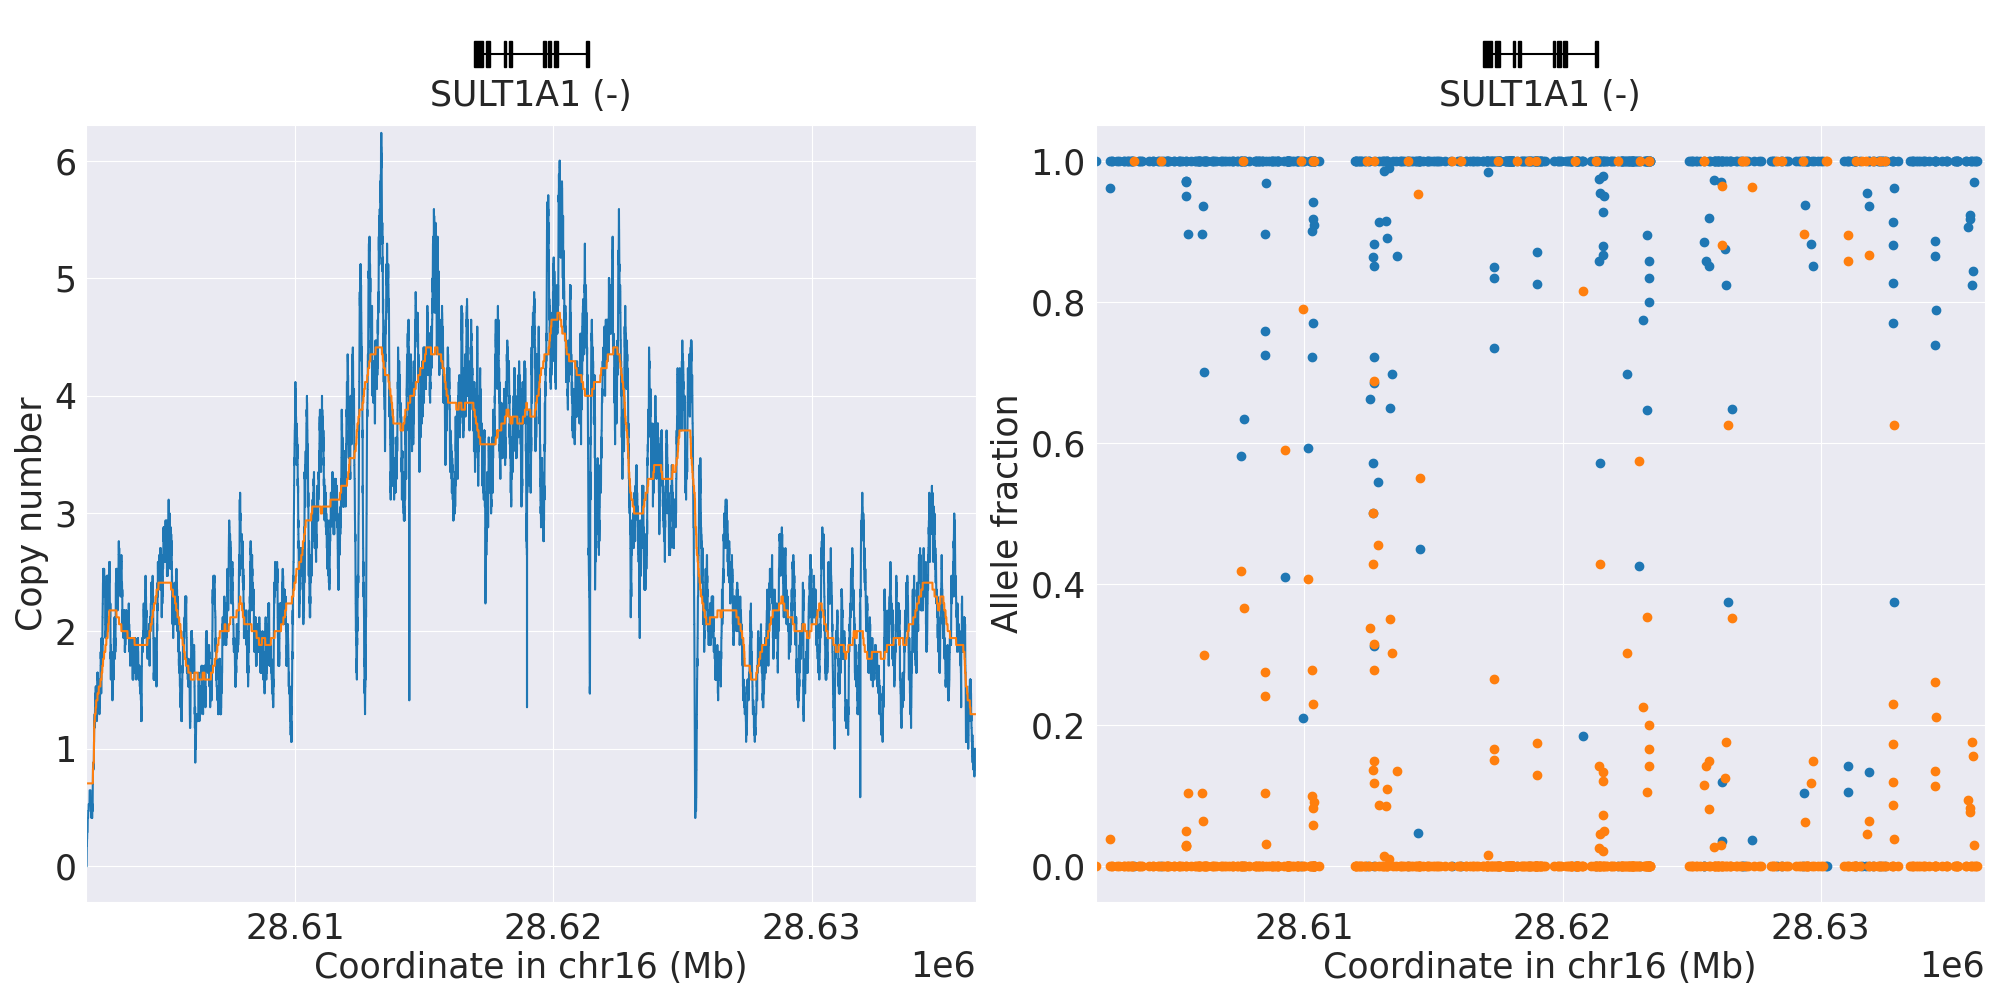 SULT1A1 (-)
6
5
4
3
2
1
0
Copy number
28.61
28.62
28.63
Coordinate in chr16 (Mb)
1e6
SULT1A1 (-)
1.0
0.8
0.6
0.4
0.2
0.0
Allele fraction
28.61
28.62
28.63
Coordinate in chr16 (Mb)
1e6